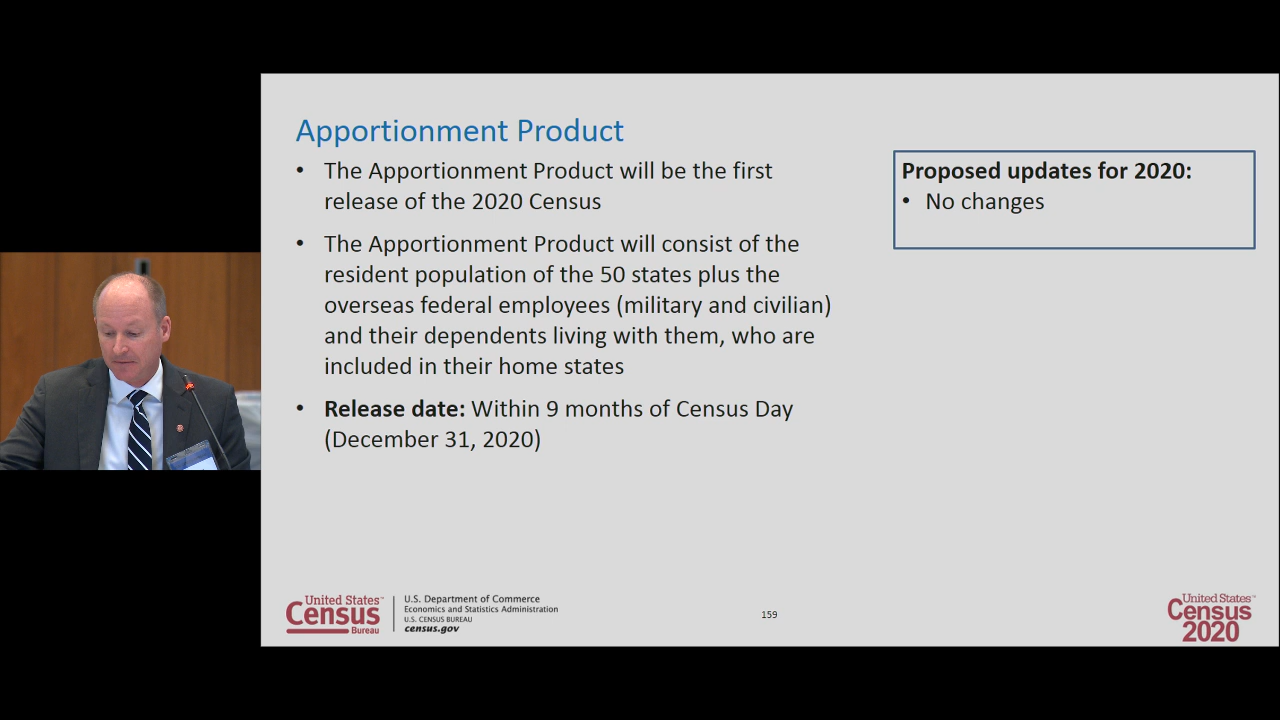 Apportionment Product
• The Apportionment Product will be the first
release of the 2020 Census
• The Apportionment Product will consist of the
resident population of the 50 states plus the
overseas federal employees (military and civilian)
and their dependents living with them, who are
included in their home states
• Release date: Within 9 months of Census Day
(December 31, 2020)
Proposed updates for 2020:
• No changes
United States™
Census
Bureau
U.S. Department of Commerce
Economics and Statistics Administration
U.S. CENSUS BUREAU
census.gov
159
United States™
Census
2020